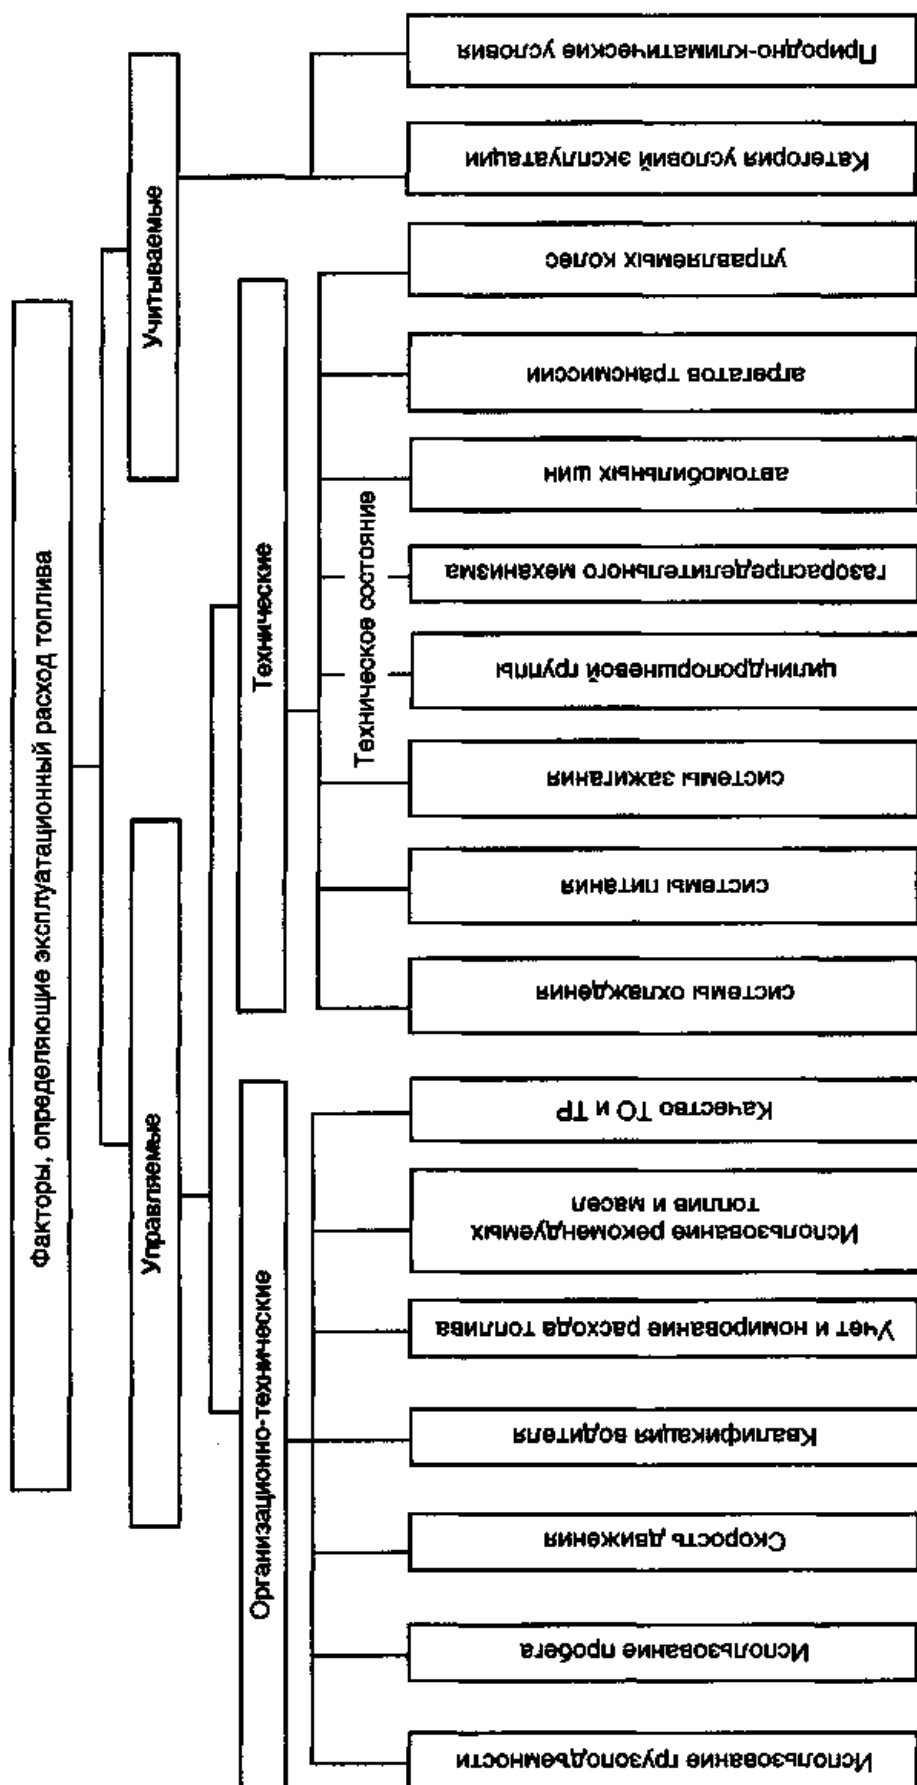 Факторы, определяющие эксплуатационный расход топлива
Управляемые
Учитываемые
Организационно-технические
Технические
Техническое состояние
Использование грузоподъемности
Использование пробега
Скорость движения
Квалификация водителя
Учет и номирование расхода топлива
Использование рекомендуемых
топлив и масел
Качество ТО и ТР
системы охлаждения
системы питания
системы зажигания
цилиндропоршневой группы
газораспределительного механизма
автомобильных шин
агрегатов трансмиссии
управляемых колес
Категория условий эксплуатации
Природно-климатические условия